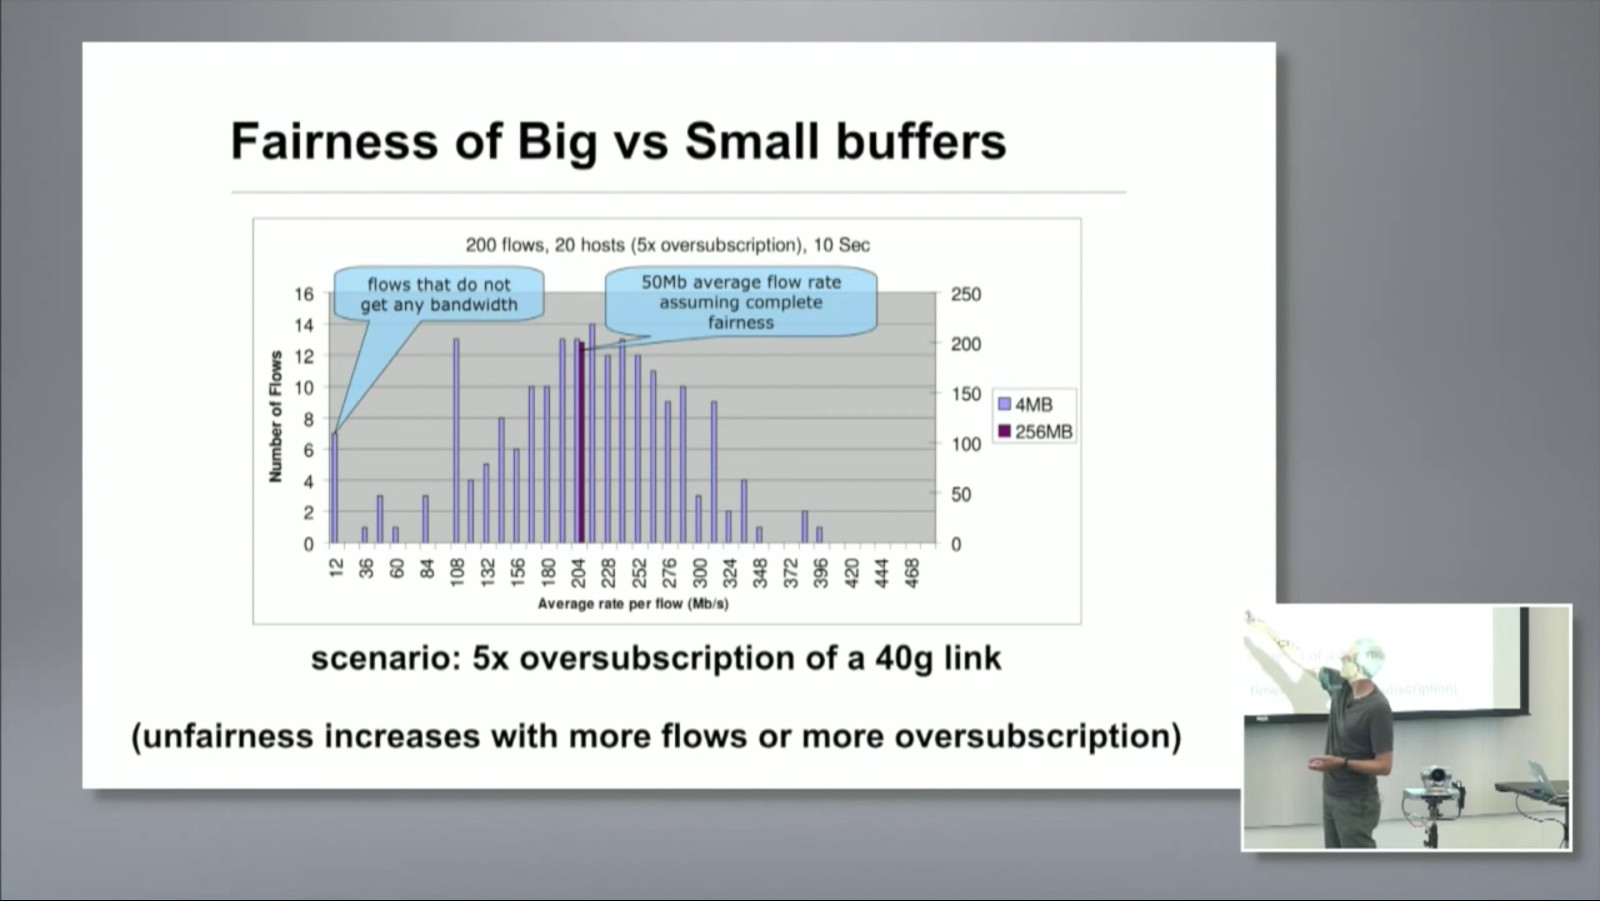 Fairness of Big vs Small buffers
200 flows, 20 hosts (5x oversubscription), 10 Sec
flows that do not
get any bandwidth
50Mb average flow rate
assuming complete
fairness
Number of Flows
16
14
12
10
8
6
4
2
0
250
200
150
100
50
0
4MB
256MB
12 36 60 84 108 132 156 180 204 228 252 276 300 324 348 372 396 420 444 468
Average rate per flow (Mb/s)
scenario: 5x oversubscription of a 40g link
(unfairness increases with more flows or more oversubscription)